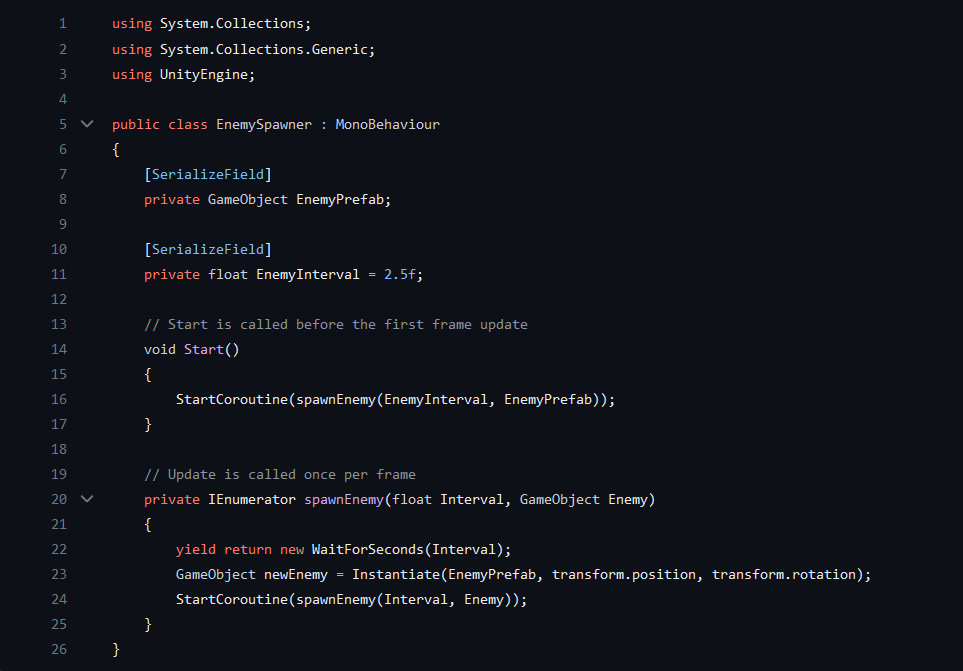 1 using System.Collections;
2 using System.Collections.Generic;
3 using UnityEngine;
4
5 public class EnemySpawner : MonoBehaviour
6 {
7     [SerializeField]
8     private GameObject EnemyPrefab;
9
10     [SerializeField]
11     private float EnemyInterval = 2.5f;
12
13     // Start is called before the first frame update
14     void Start()
15     {
16         StartCoroutine(spawnEnemy(EnemyInterval, EnemyPrefab));
17     }
18
19     // Update is called once per frame
20     private IEnumerator spawnEnemy(float Interval, GameObject Enemy)
21     {
22         yield return new WaitForSeconds(Interval);
23         GameObject newEnemy = Instantiate(EnemyPrefab, transform.position, transform.rotation);
24         StartCoroutine(spawnEnemy(Interval, Enemy));
25     }
26 }